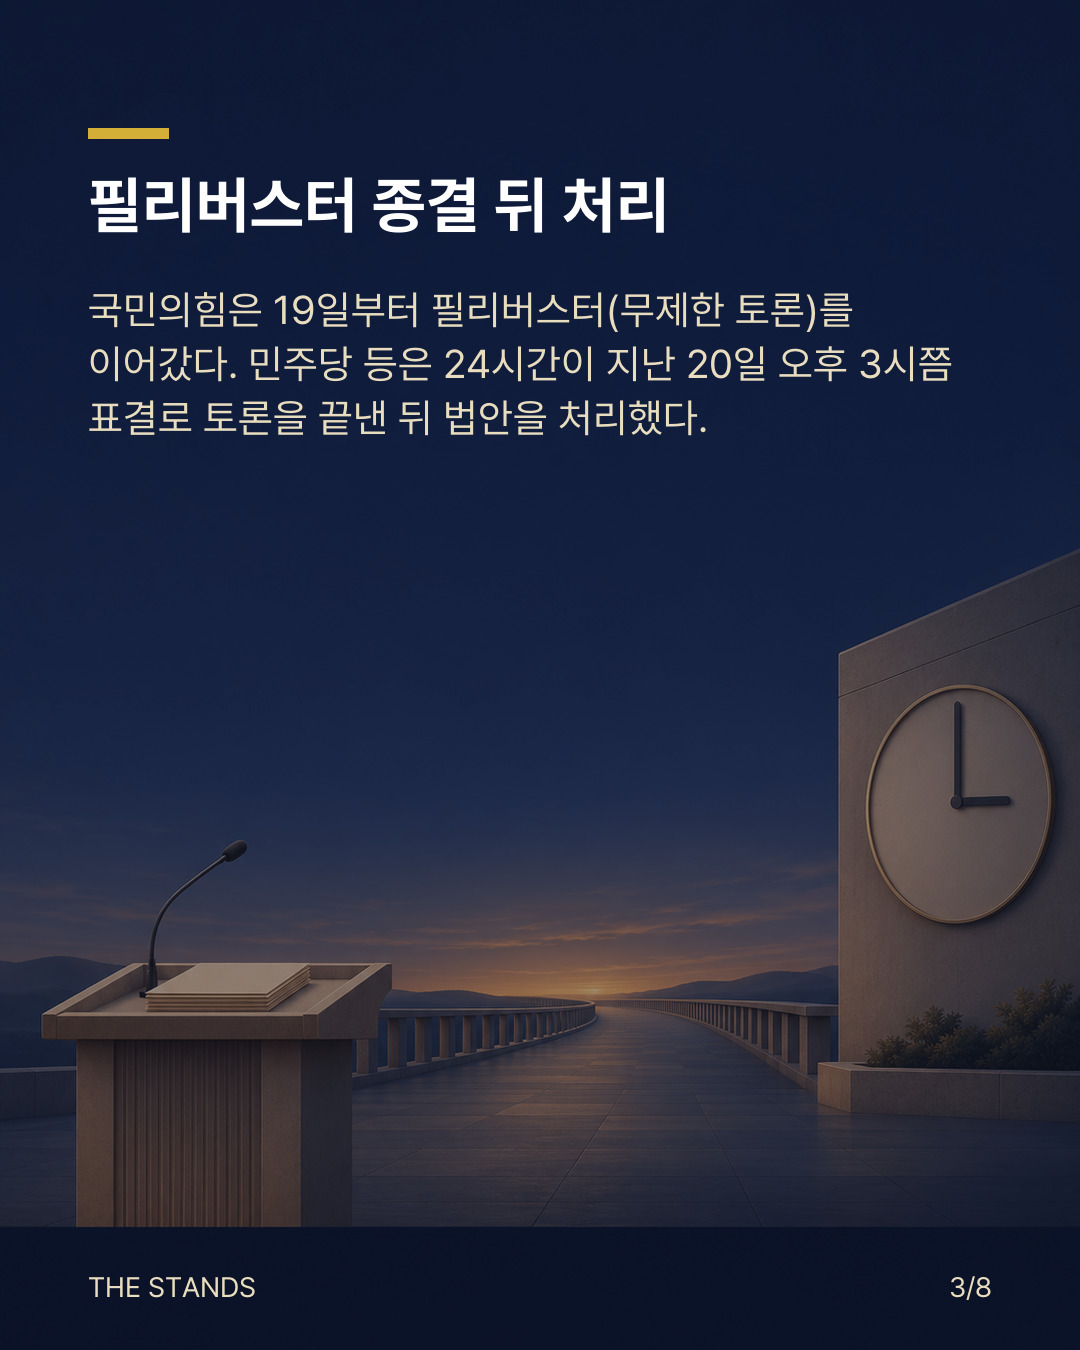 필리버스터 종결 뒤 처리
국민의힘은 19일부터 필리버스터(무제한 토론)를
이어갔다. 민주당 등은 24시간이 지난 20일 오후 3시쯤
표결로 토론을 끝낸 뒤 법안을 처리했다.
THE STANDS
3/8